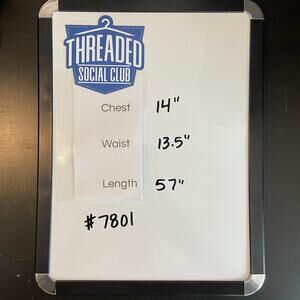 THREADED
SOCIAL CLUB
Chest 14"
Waist 13.5"
Length 57"
#7801